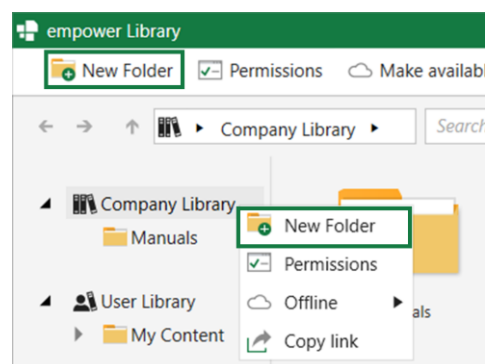 empower Library
New Folder Permissions Make availabl
Company Library Search
Company Library
Manuals
User Library
My Content
New Folder
Permissions
Offline
Copy link
als